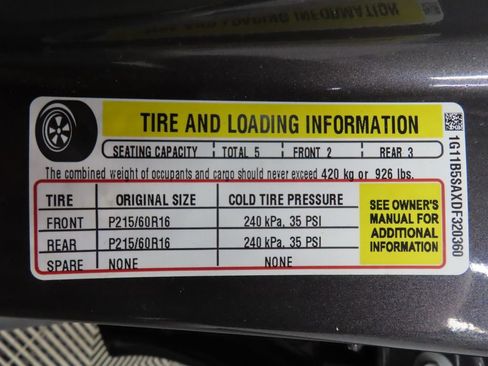 TIRE AND LOADING INFORMATION
SEATING CAPACITY TOTAL 5 FRONT 2 REAR 3
The combined weight of occupants and cargo should never exceed 420 kg or 926 lbs.
TIRE ORIGINAL SIZE COLD TIRE PRESSURE
FRONT P215/60R16 240 kPa, 35 PSI
REAR P215/60R16 240 kPa, 35 PSI
SPARE NONE NONE
SEE OWNER'S
MANUAL FOR
ADDITIONAL
INFORMATION
1G11B5SAXDF320360